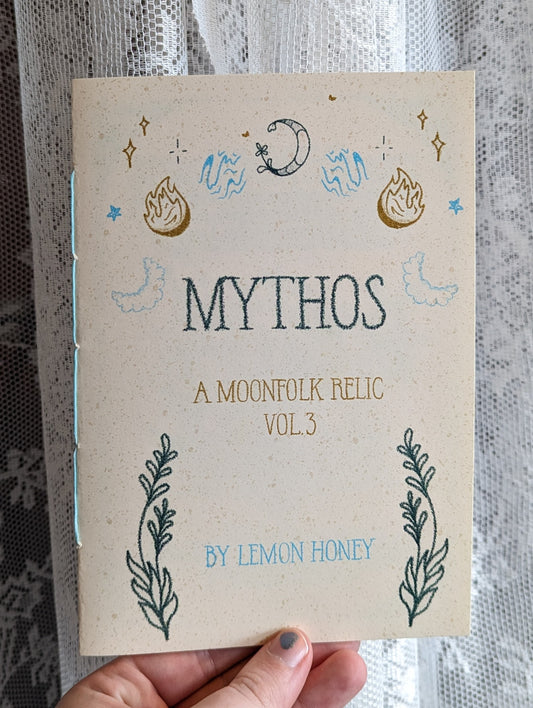 MYTHOS
A MOONFOLK RELIC
VOL.3
BY LEMON HONEY